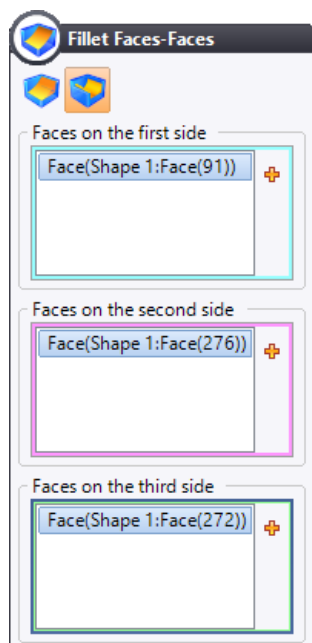 Fillet Faces-Faces
Faces on the first side
Face(Shape 1:Face(91))
Faces on the second side
Face(Shape 1:Face(276))
Faces on the third side
Face(Shape 1:Face(272))